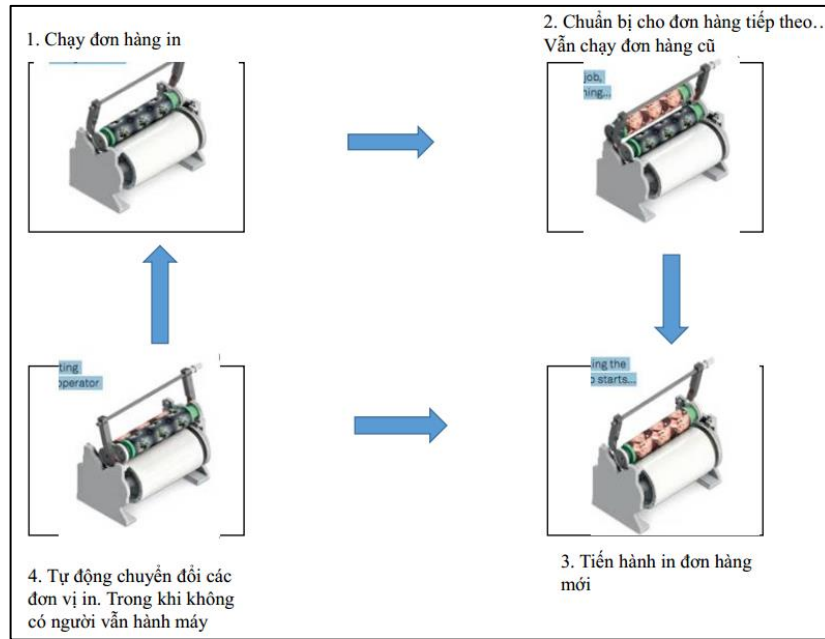 1. Chạy đơn hàng in
2. Chuẩn bị cho đơn hàng tiếp theo…
Vẫn chạy đơn hàng cũ
job,
ning...
ting
operator
ing the
o starts...
4. Tự động chuyển đổi các
đơn vị in. Trong khi không
có người vẫn hành máy
3. Tiến hành in đơn hàng
mới